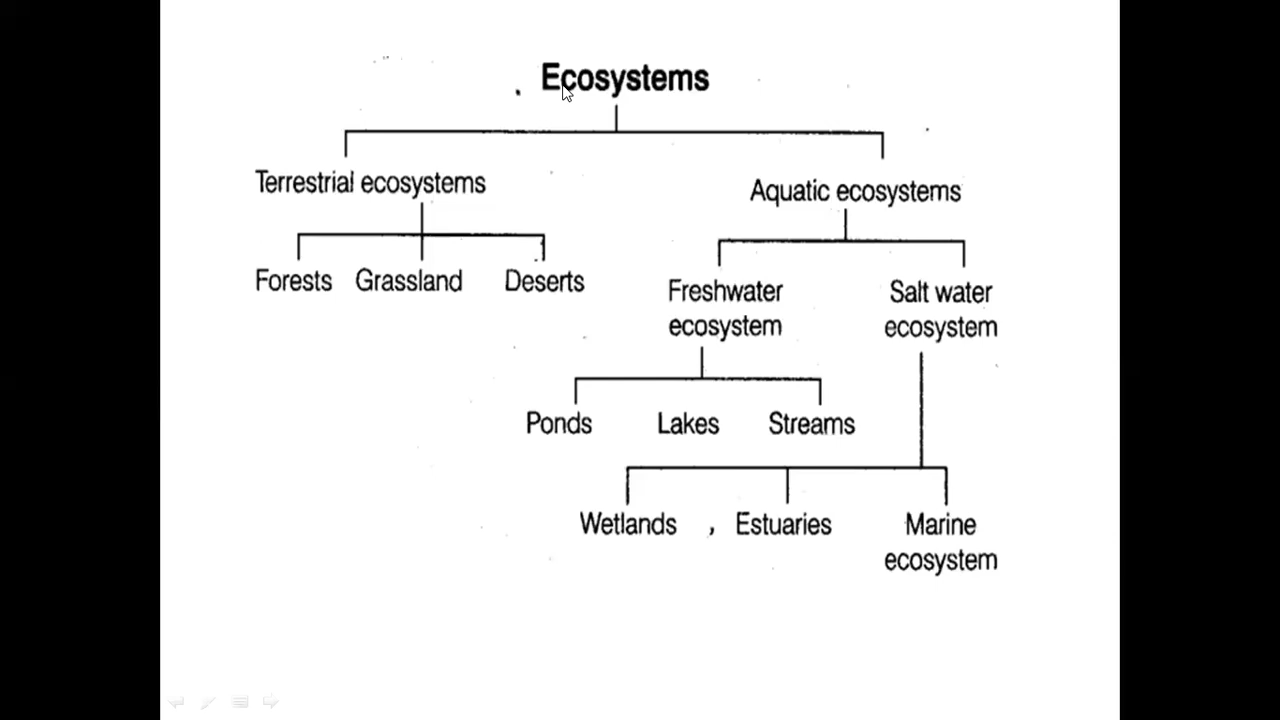 Ecosystems
Terrestrial ecosystems
Aquatic ecosystems
Forests Grassland Deserts
Freshwater
ecosystem
Salt water
ecosystem
Ponds Lakes Streams
Wetlands , Estuaries Marine
ecosystem